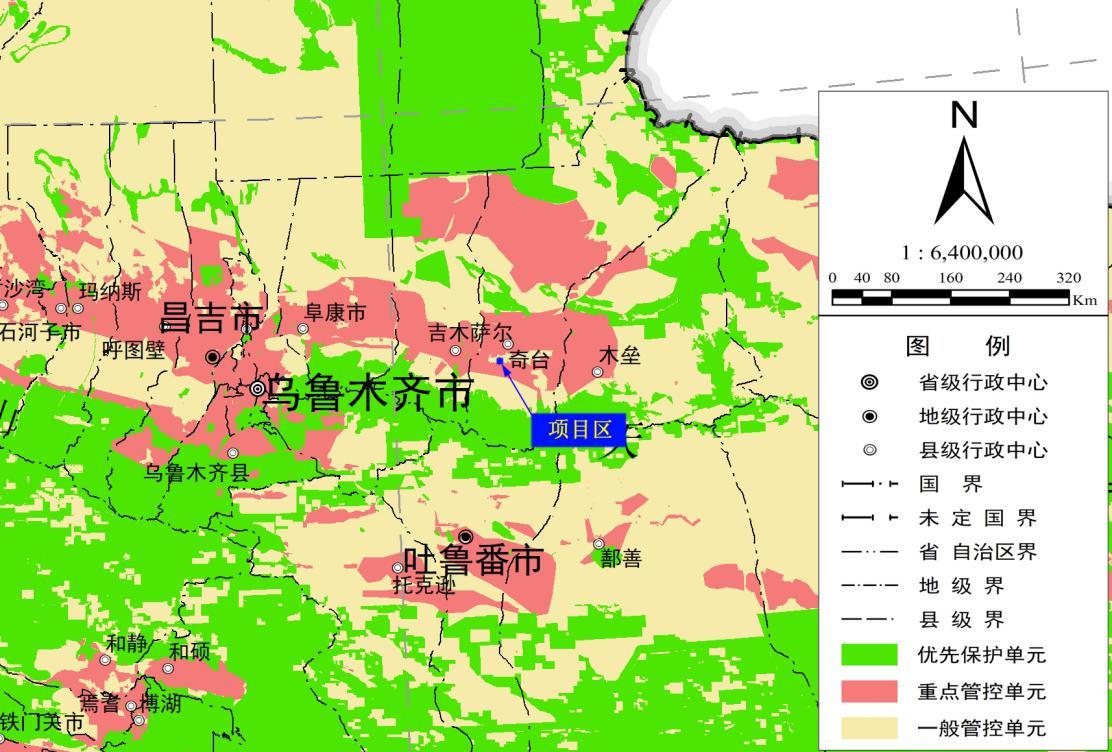 N
1 : 6,400,000
0 40 80 160 240 320
Km
沙湾
玛纳斯
石河子市
昌吉市
呼图壁
阜康市
吉木萨尔
奇台
木垒
乌鲁木齐市
项目区
天
乌鲁木齐县
吐鲁番市
托克逊
鄯善
和静
和硕
焉耆
博湖
铁门关市
图 例
省级行政中心
地级行政中心
县级行政中心
国 界
未 定 国 界
省 自治区界
地 级 界
县 级 界
优先保护单元
重点管控单元
一般管控单元